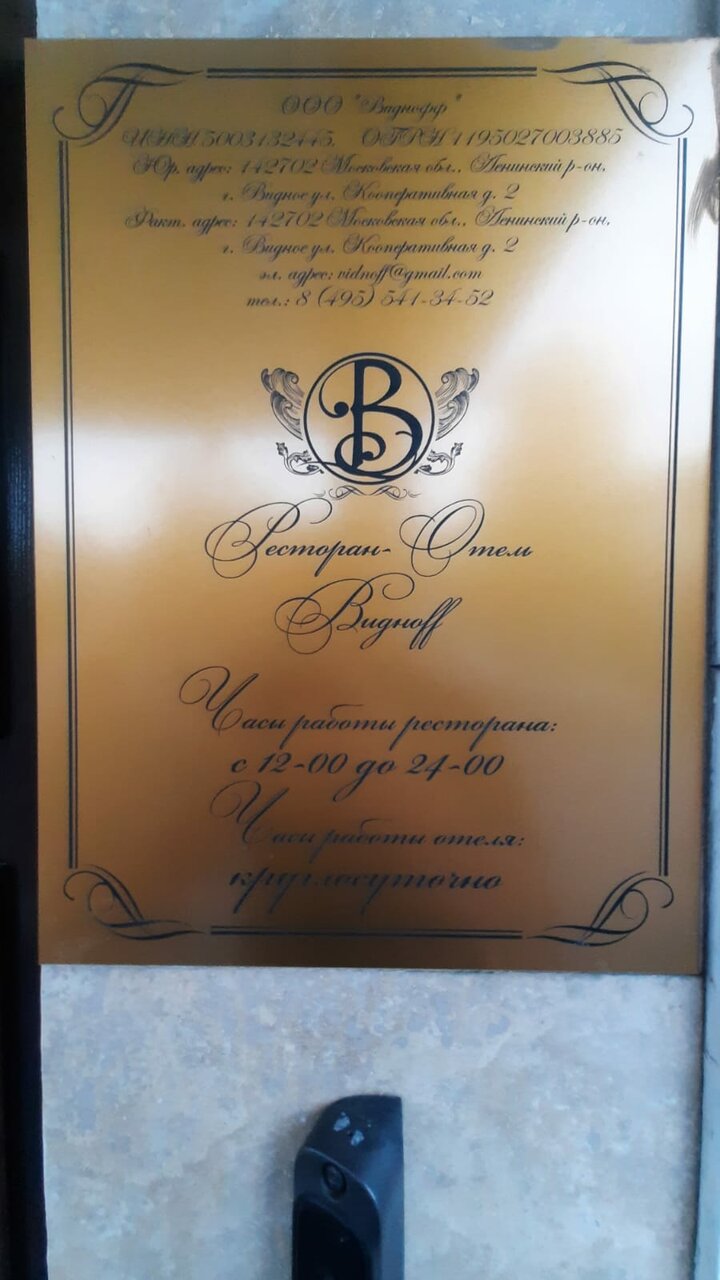 ООО "Виднофф"
ИНН 5003132445, ОГРН 1195027003885
Юр. адрес: 142702 Московская обл., Ленинский р-он,
г. Видное ул. Кооперативная д. 2
Факт. адрес: 142702 Московская обл., Ленинский р-он,
г. Видное ул. Кооперативная д. 2
эл. адрес: vidnoff@gmail.com
тел.: 8 (495) 541-34-52
В
Ресторан-Отель
Видноff
Часы работы ресторана:
с 12-00 до 24-00
Часы работы отеля:
круглосуточно